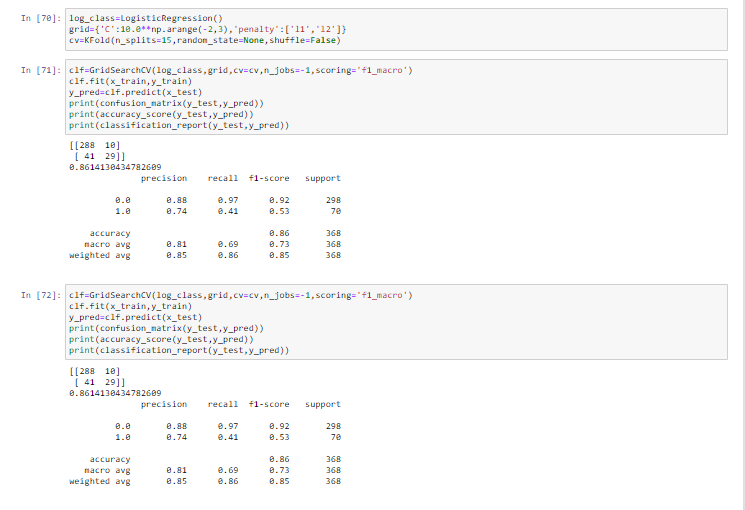 In [70]: log_class=LogisticRegression()
grid={'C':10.0**np.arange(-2,3),'penalty':['l1','l2']}
cv=KFold(n_splits=15,random_state=None,shuffle=False)
In [71]: clf=GridSearchCV(log_class,grid,cv=cv,n_jobs=-1,scoring='f1_macro')
clf.fit(x_train,y_train)
y_pred=clf.predict(x_test)
print(confusion_matrix(y_test,y_pred))
print(accuracy_score(y_test,y_pred))
print(classification_report(y_test,y_pred))
[[288 10]
[ 41 29]]
0.8614130434782609
precision recall f1-score support
0.0 0.88 0.97 0.92 298
1.0 0.74 0.41 0.53 70
accuracy 0.86 368
macro avg 0.81 0.69 0.73 368
weighted avg 0.85 0.86 0.85 368
In [72]: clf=GridSearchCV(log_class,grid,cv=cv,n_jobs=-1,scoring='f1_macro')
clf.fit(x_train,y_train)
y_pred=clf.predict(x_test)
print(confusion_matrix(y_test,y_pred))
print(accuracy_score(y_test,y_pred))
print(classification_report(y_test,y_pred))
[[288 10]
[ 41 29]]
0.8614130434782609
precision recall f1-score support
0.0 0.88 0.97 0.92 298
1.0 0.74 0.41 0.53 70
accuracy 0.86 368
macro avg 0.81 0.69 0.73 368
weighted avg 0.85 0.86 0.85 368